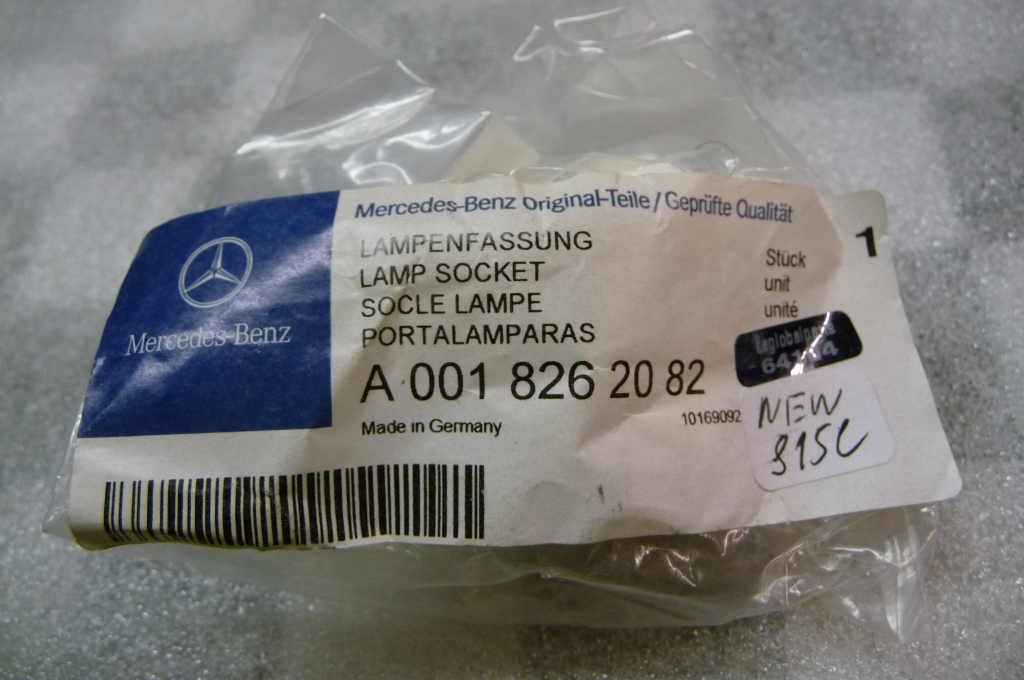 Mercedes-Benz
Mercedes-Benz Original-Teile / Geprüfte Qualität
LAMPENFASSUNG
LAMP SOCKET
SOCLE LAMPE
PORTALAMPARAS
A 001 826 20 82
Made in Germany
1
Stück
unit
unité
10169092
NEW